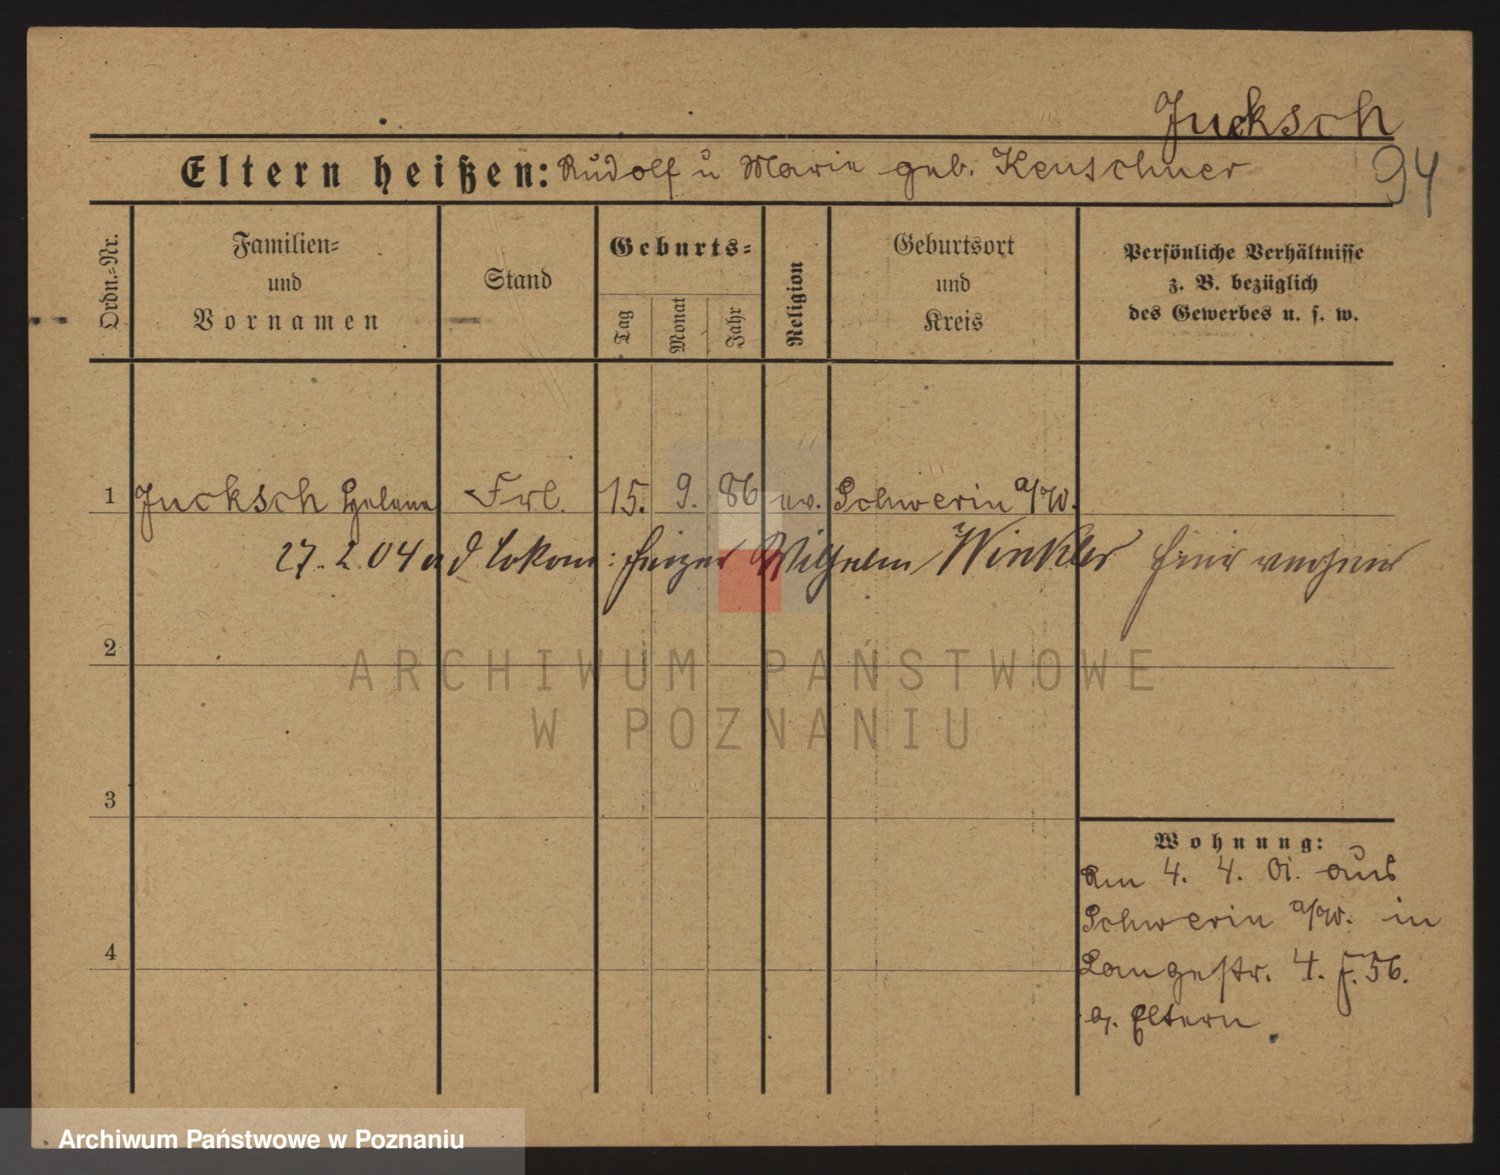 Jucksch
94
Eltern heißen: Rudolf u Marie geb. Keuschner
Ordn.-Nr.
Familien-
und
Vornamen
Stand
Geburts-
Tag
Monat
Jahr
Religion
Geburtsort
und
Kreis
Persönliche Verhältnisse
z. B. bezüglich
des Gewerbes u. s. w.
1 Jucksch Helene Frl. 15. 9. 86 ev. Schwerin a/W.
27. 2. 04 ad Lokom: heizer Wilhelm Winkler hier
2
ARCHIWUM PAŃSTWOWE
W POZNANIU
3
Wohnung:
Am 4. 4. 01. aus
Schwerin a/W. in
Langestr. 4. J. 56.
b. Eltern
4
Archiwum Państwowe w Poznaniu